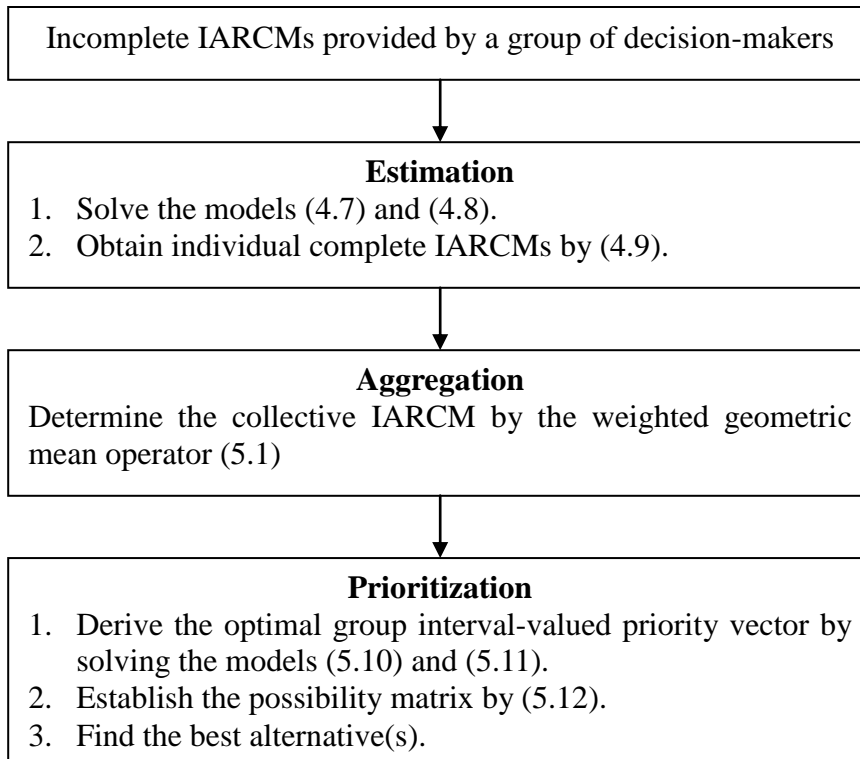 Incomplete IARCMs provided by a group of decision-makers
Estimation
1. Solve the models (4.7) and (4.8).
2. Obtain individual complete IARCMs by (4.9).
Aggregation
Determine the collective IARCM by the weighted geometric
mean operator (5.1)
Prioritization
1. Derive the optimal group interval-valued priority vector by
solving the models (5.10) and (5.11).
2. Establish the possibility matrix by (5.12).
3. Find the best alternative(s).